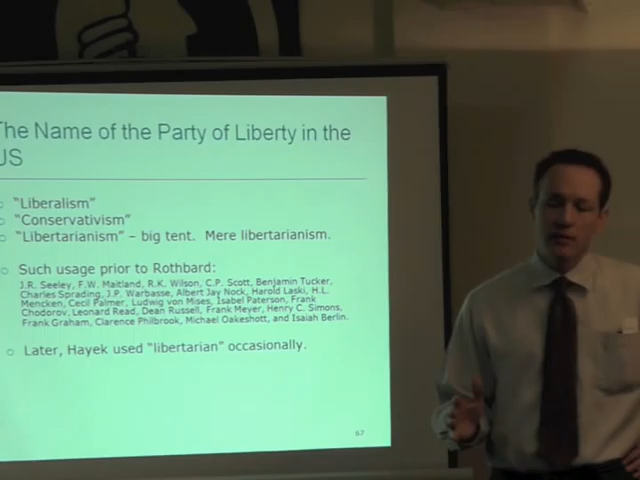 The Name of the Party of Liberty in the
US
"Liberalism"
"Conservativism"
"Libertarianism" – big tent. Mere libertarianism.
Such usage prior to Rothbard:
J.R. Seeley, F.W. Maitland, R.K. Wilson, C.P. Scott, Benjamin Tucker,
Charles Sprading, J.P. Warbasse, Albert Jay Nock, Harold Laski, H.L.
Mencken, Cecil Palmer, Ludwig von Mises, Isabel Paterson, Frank
Chodorov, Leonard Read, Dean Russell, Frank Meyer, Henry C. Simons,
Frank Graham, Clarence Philbrook, Michael Oakeshott, and Isaiah Berlin.
Later, Hayek used "libertarian" occasionally.
67